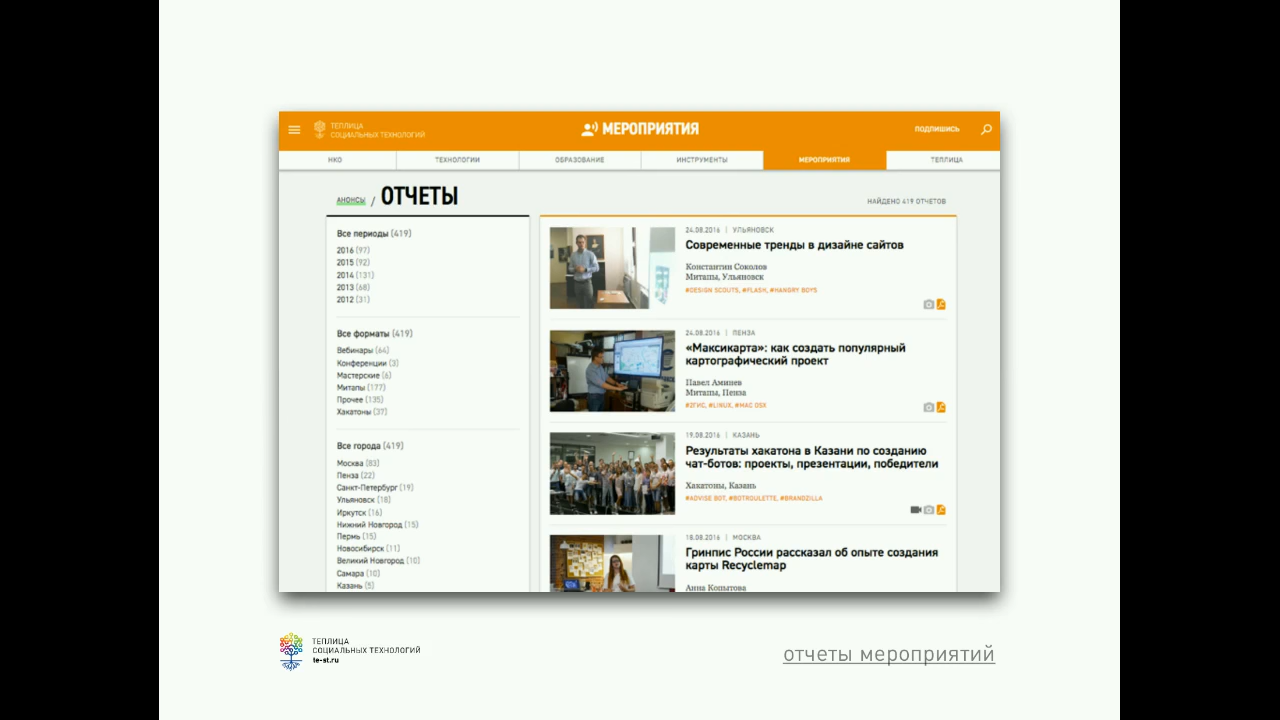 ТЕПЛИЦА
СОЦИАЛЬНЫХ ТЕХНОЛОГИЙ
МЕРОПРИЯТИЯ
ПОДПИШИСЬ
НКО
ТЕХНОЛОГИИ
ОБРАЗОВАНИЕ
ИНСТРУМЕНТЫ
МЕРОПРИЯТИЯ
ТЕПЛИЦА
АНОНСЫ / ОТЧЕТЫ
НАЙДЕНО 419 ОТЧЕТОВ
Все периоды (419)
2016 (97)
2015 (92)
2014 (131)
2013 (68)
2012 (31)
Все форматы (419)
Вебинары (64)
Конференции (3)
Мастерские (6)
Митапы (177)
Прочее (135)
Хакатоны (37)
Все города (419)
Москва (83)
Пенза (22)
Санкт-Петербург (19)
Ульяновск (18)
Иркутск (16)
Нижний Новгород (15)
Пермь (15)
Новосибирск (11)
Великий Новгород (10)
Самара (10)
Казань (5)
24.08.2016 | УЛЬЯНОВСК
Современные тренды в дизайне сайтов
Константин Соколов
Митапы, Ульяновск
#DESIGN SCOUTS, #FLASH, #HANGRY BOYS
24.08.2016 | ПЕНЗА
«Максикарта»: как создать популярный
картографический проект
Павел Аминев
Митапы, Пенза
#2ГИС, #LINUX, #MAC OSX
19.08.2016 | КАЗАНЬ
Результаты хакатона в Казани по созданию
чат-ботов: проекты, презентации, победители
Хакатоны, Казань
#ADVISE BOT, #BOTROULETTE, #BRANDZILLA
18.08.2016 | МОСКВА
Гринпис России рассказал об опыте создания
карты Recyclemap
Анна Копытова
ТЕПЛИЦА
СОЦИАЛЬНЫХ ТЕХНОЛОГИЙ
te-st.ru
отчеты мероприятий